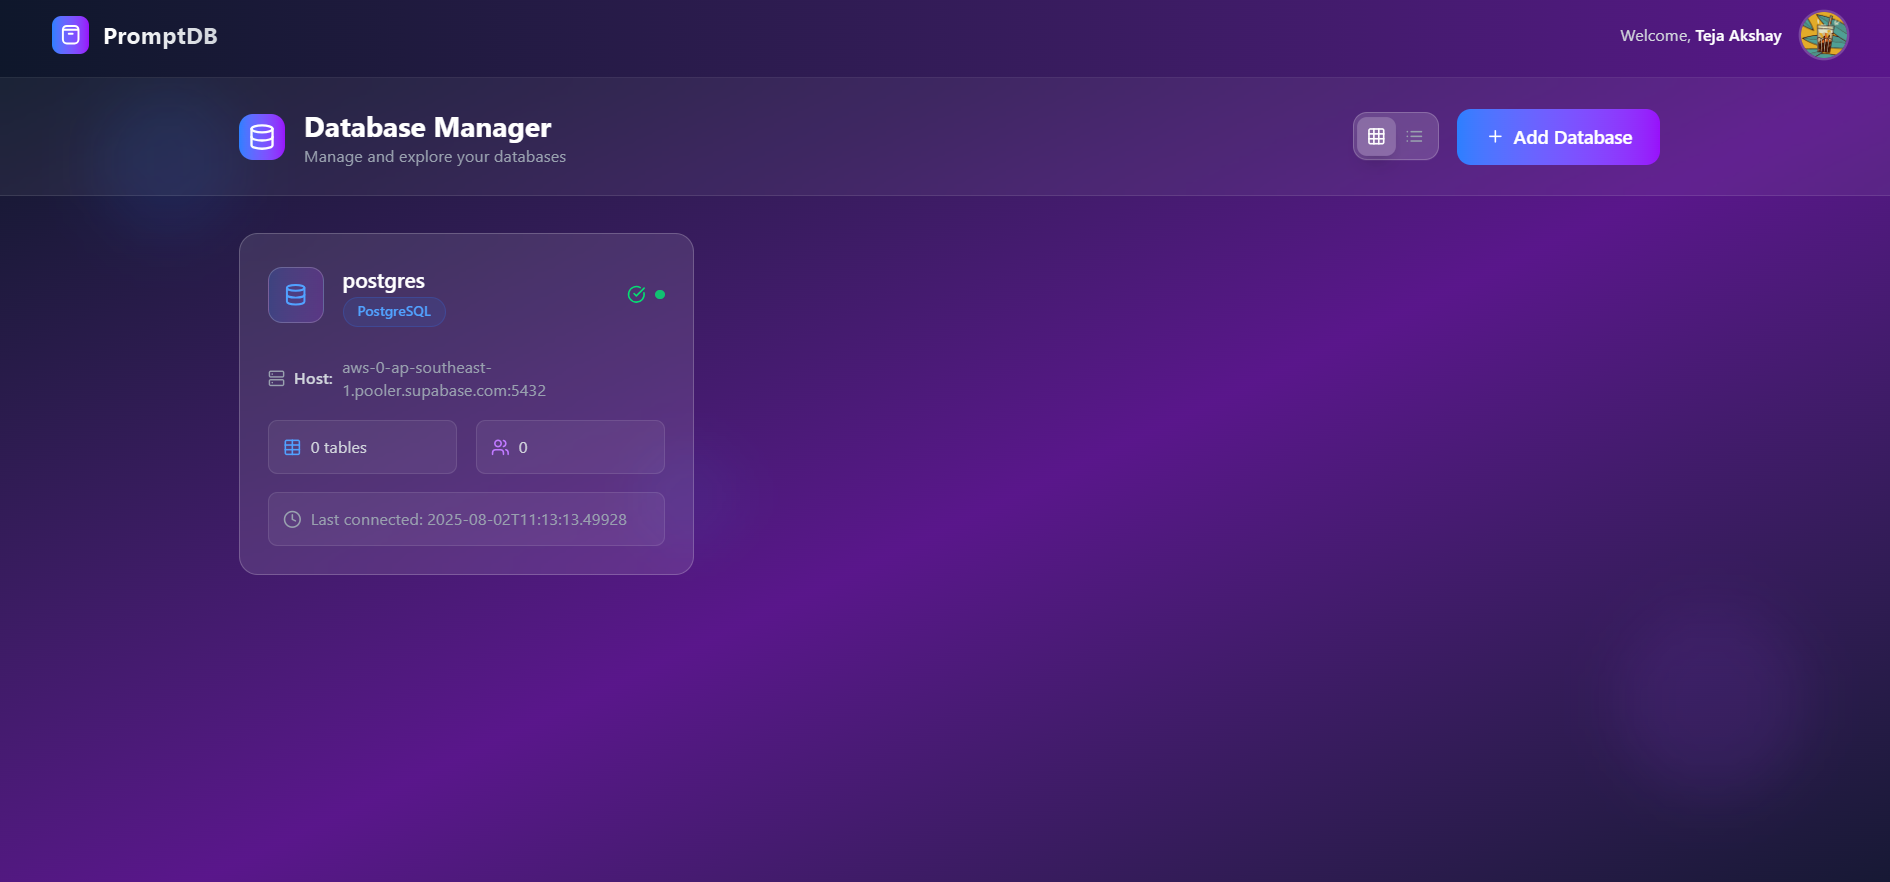 PromptDB
Welcome, Teja Akshay
Database Manager
Manage and explore your databases
Add Database
postgres
PostgreSQL
Host: aws-0-ap-southeast-
1.pooler.supabase.com:5432
0 tables
0
Last connected: 2025-08-02T11:13:13.49928